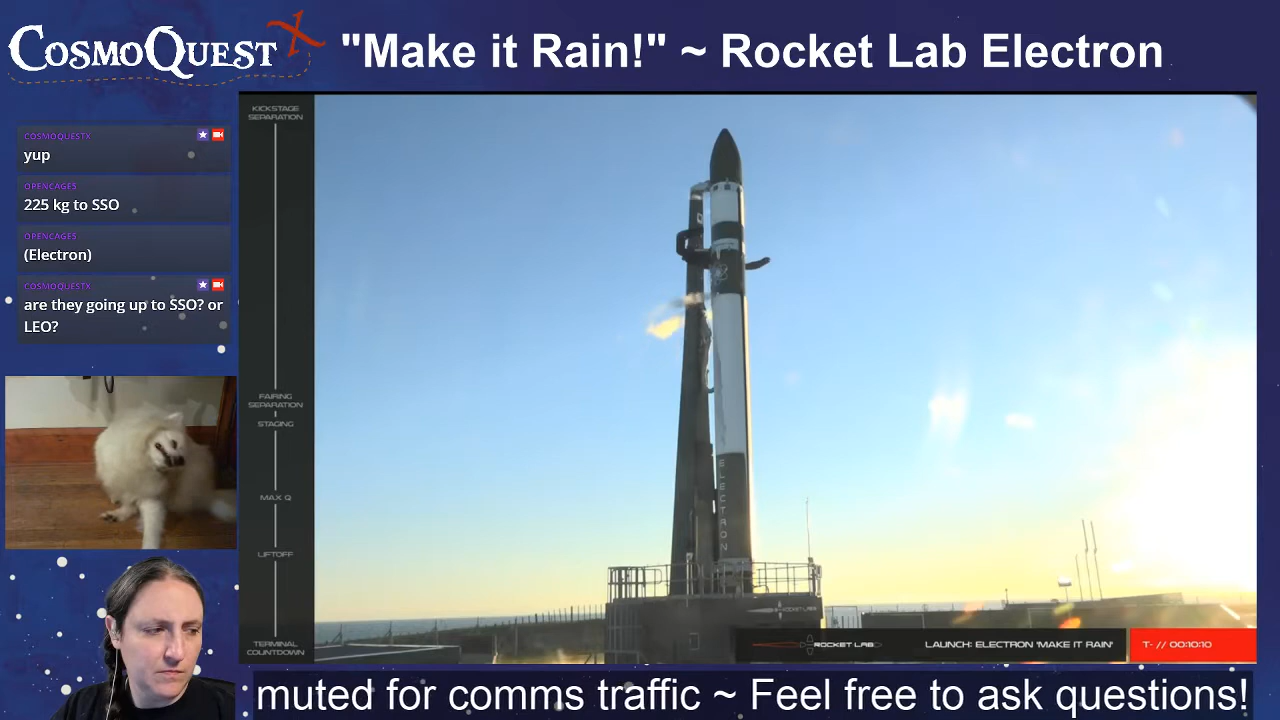 COSMOQUEST X
"Make it Rain!" ~ Rocket Lab Electron
COSMOQUESTX
yup
OPENCAGES
225 kg to SSO
OPENCAGES
(Electron)
COSMOQUESTX
are they going up to SSO? or
LEO?
KICKSTAGE
SEPARATION
FAIRING
SEPARATION
STAGING
MAX Q
LIFTOFF
TERMINAL
COUNTDOWN
ELECTRON
ROCKET LAB
ROCKET LAB
LAUNCH: ELECTRON 'MAKE IT RAIN'
T- // 00:10:10
muted for comms traffic ~ Feel free to ask questions!